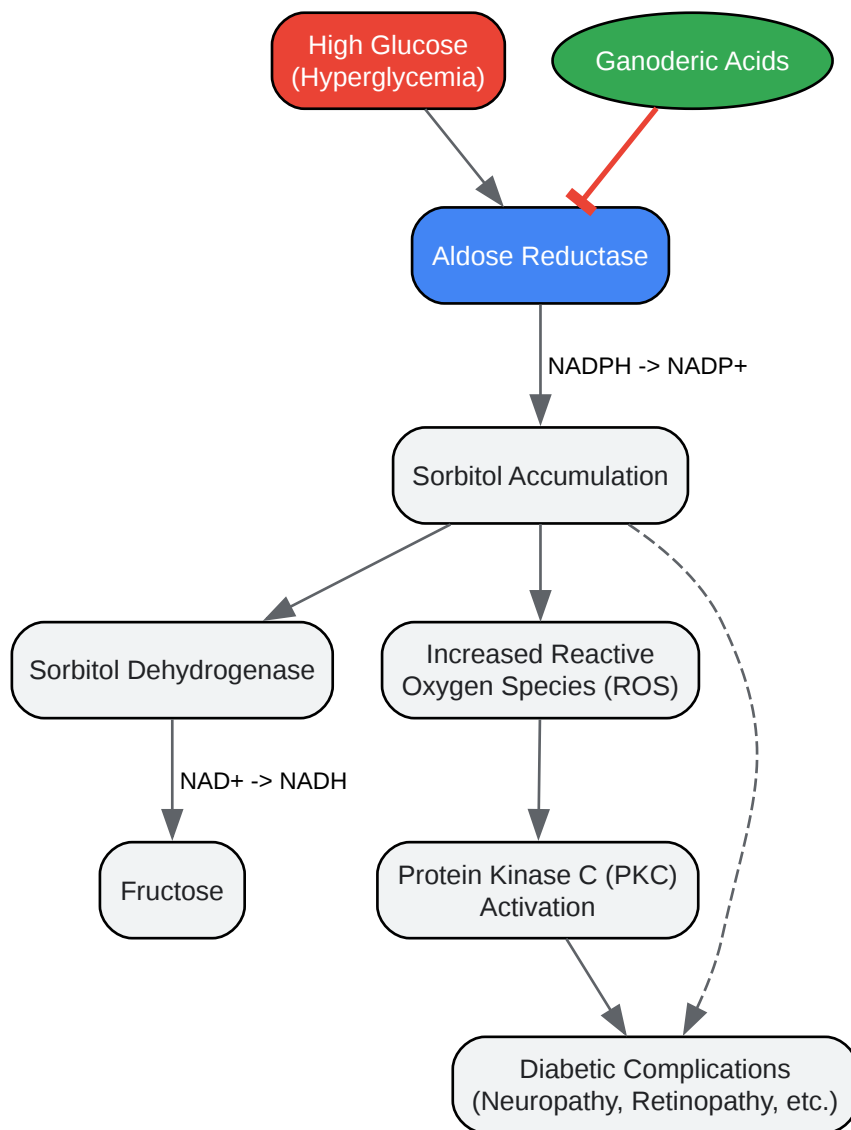 High Glucose
(Hyperglycemia)
Ganoderic Acids
Aldose Reductase
NADPH -> NADP+
Sorbitol Accumulation
Sorbitol Dehydrogenase
Increased Reactive
Oxygen Species (ROS)
NAD+ -> NADH
Fructose
Protein Kinase C (PKC)
Activation
Diabetic Complications
(Neuropathy, Retinopathy, etc.)